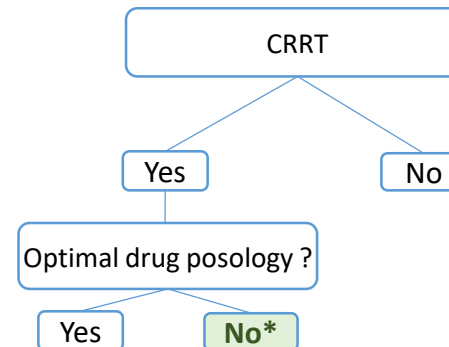 CRRT
Yes
No
Optimal drug posology ?
Yes
No*